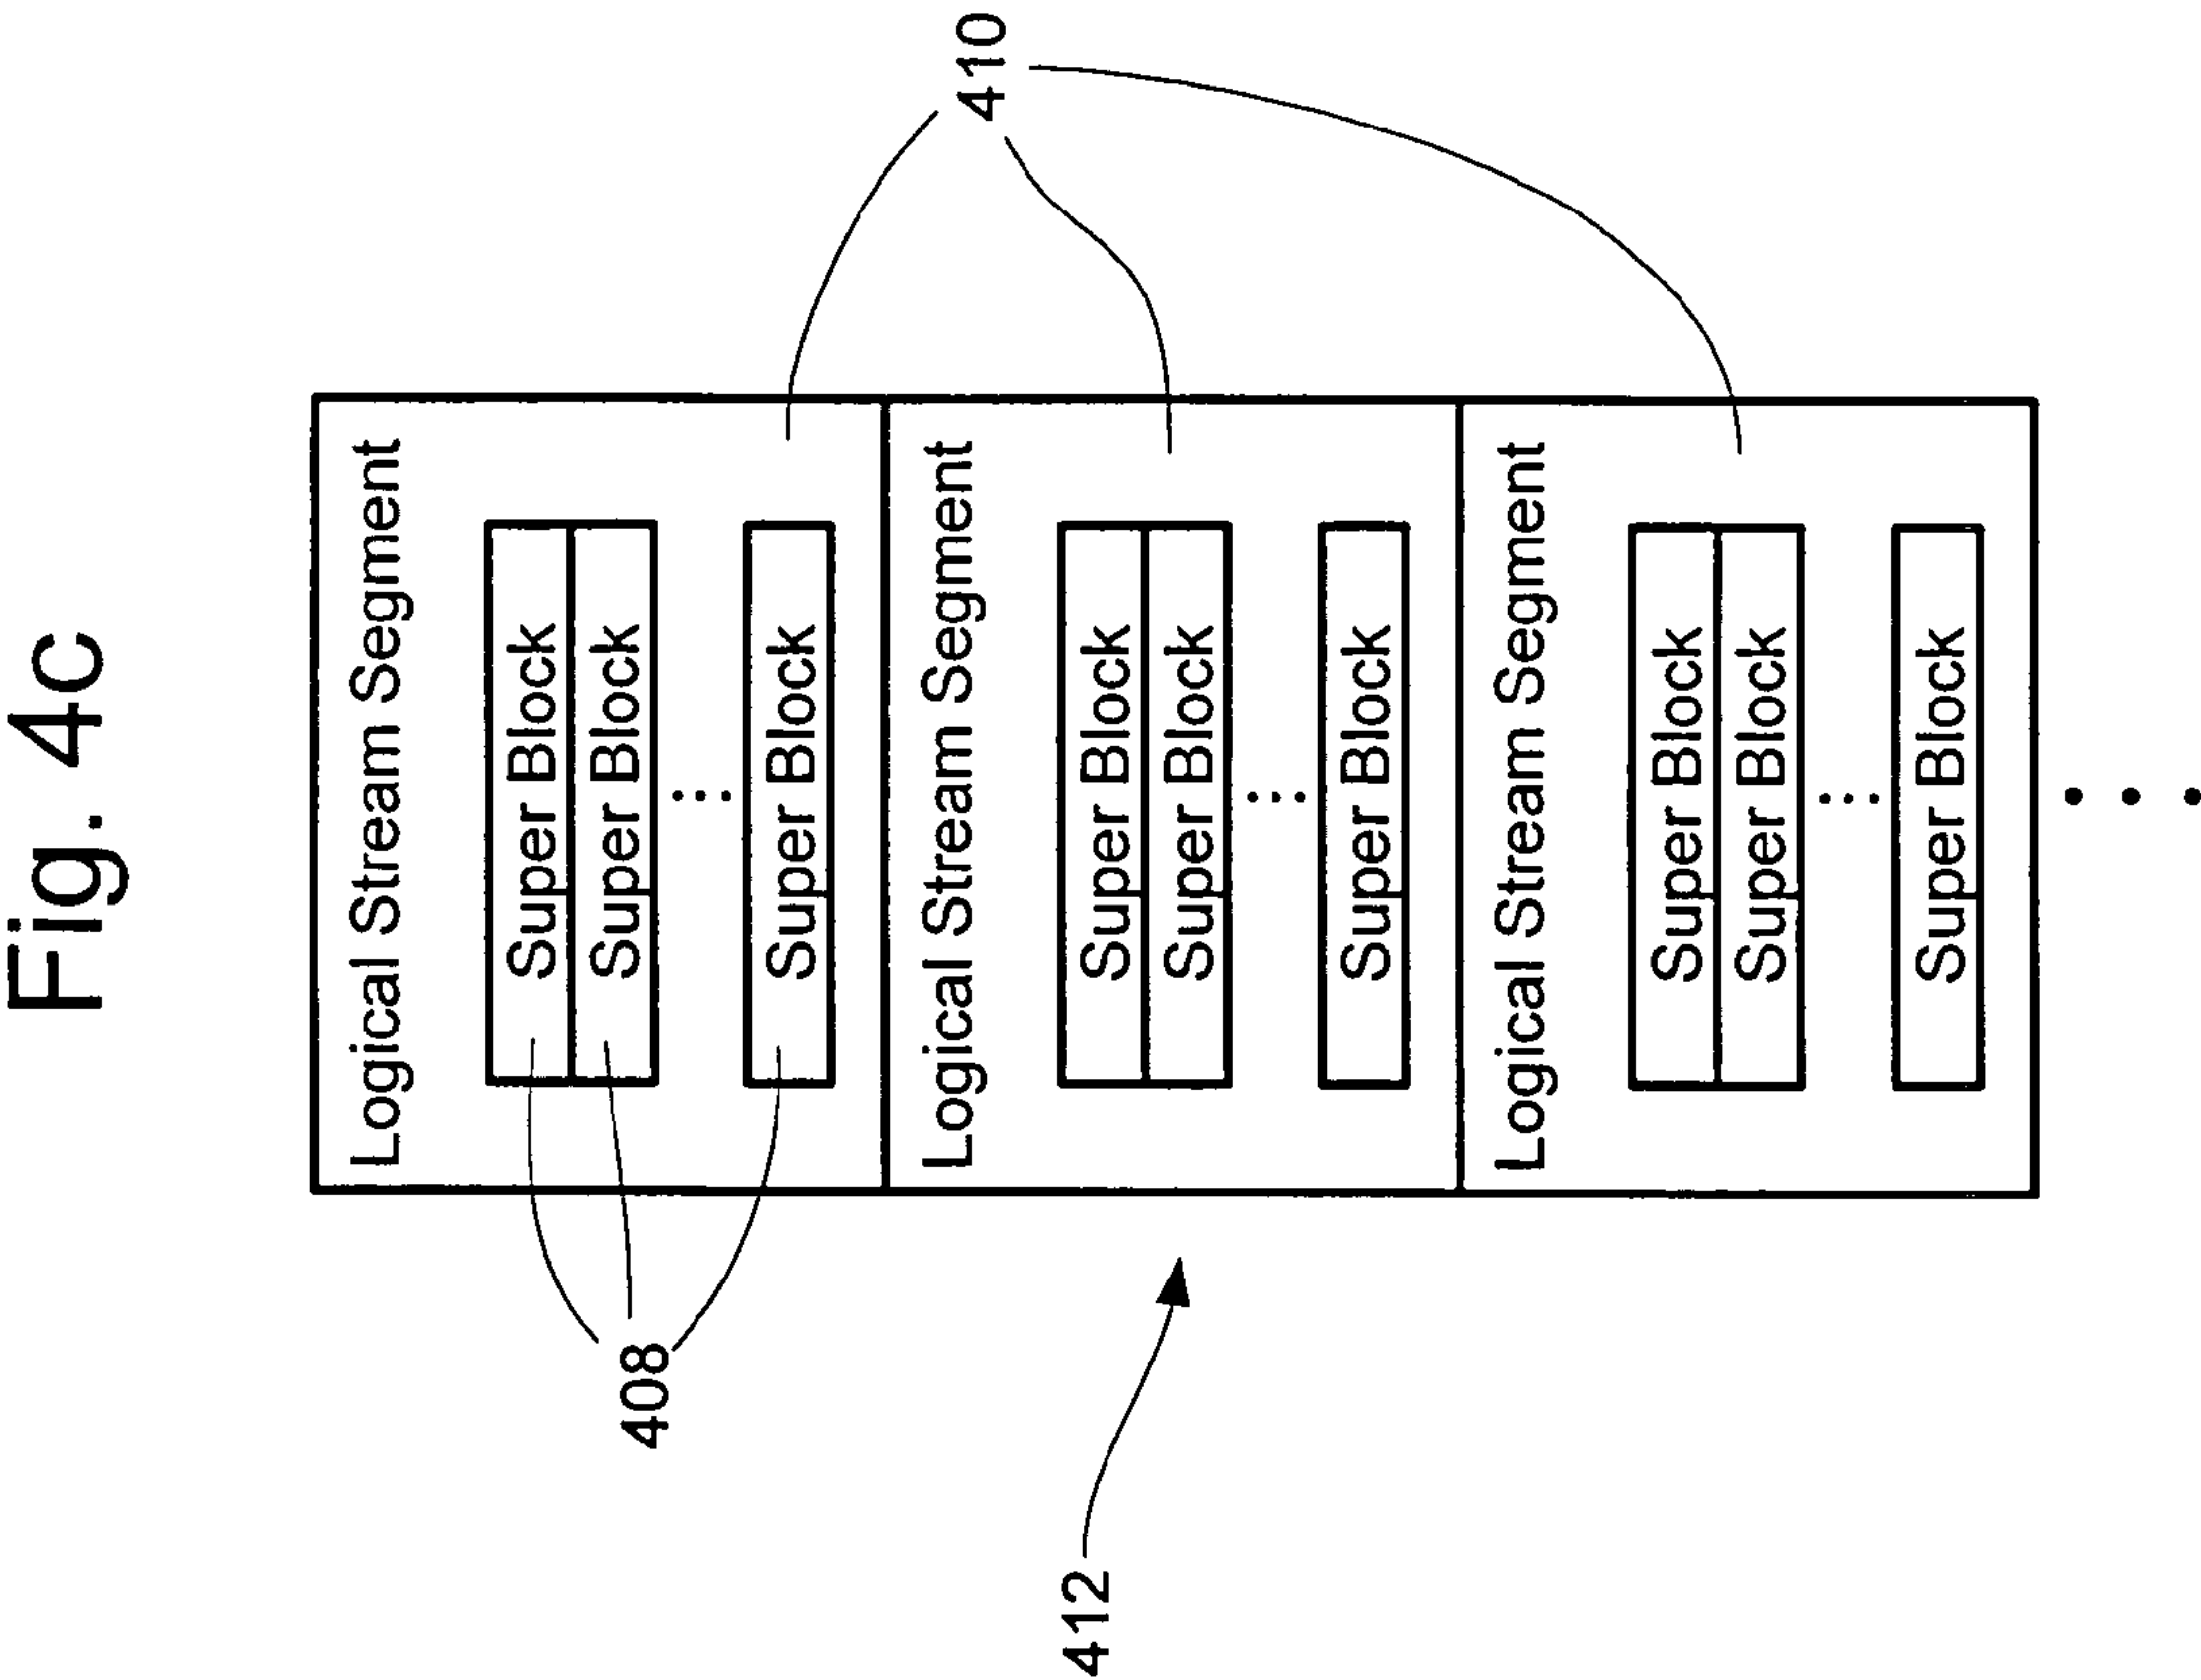 Fig. 4c
Logical Stream Segment
Super Block
Super Block
...
Super Block
408
410
Logical Stream Segment
Super Block
Super Block
...
Super Block
412
Logical Stream Segment
Super Block
Super Block
...
Super Block
...